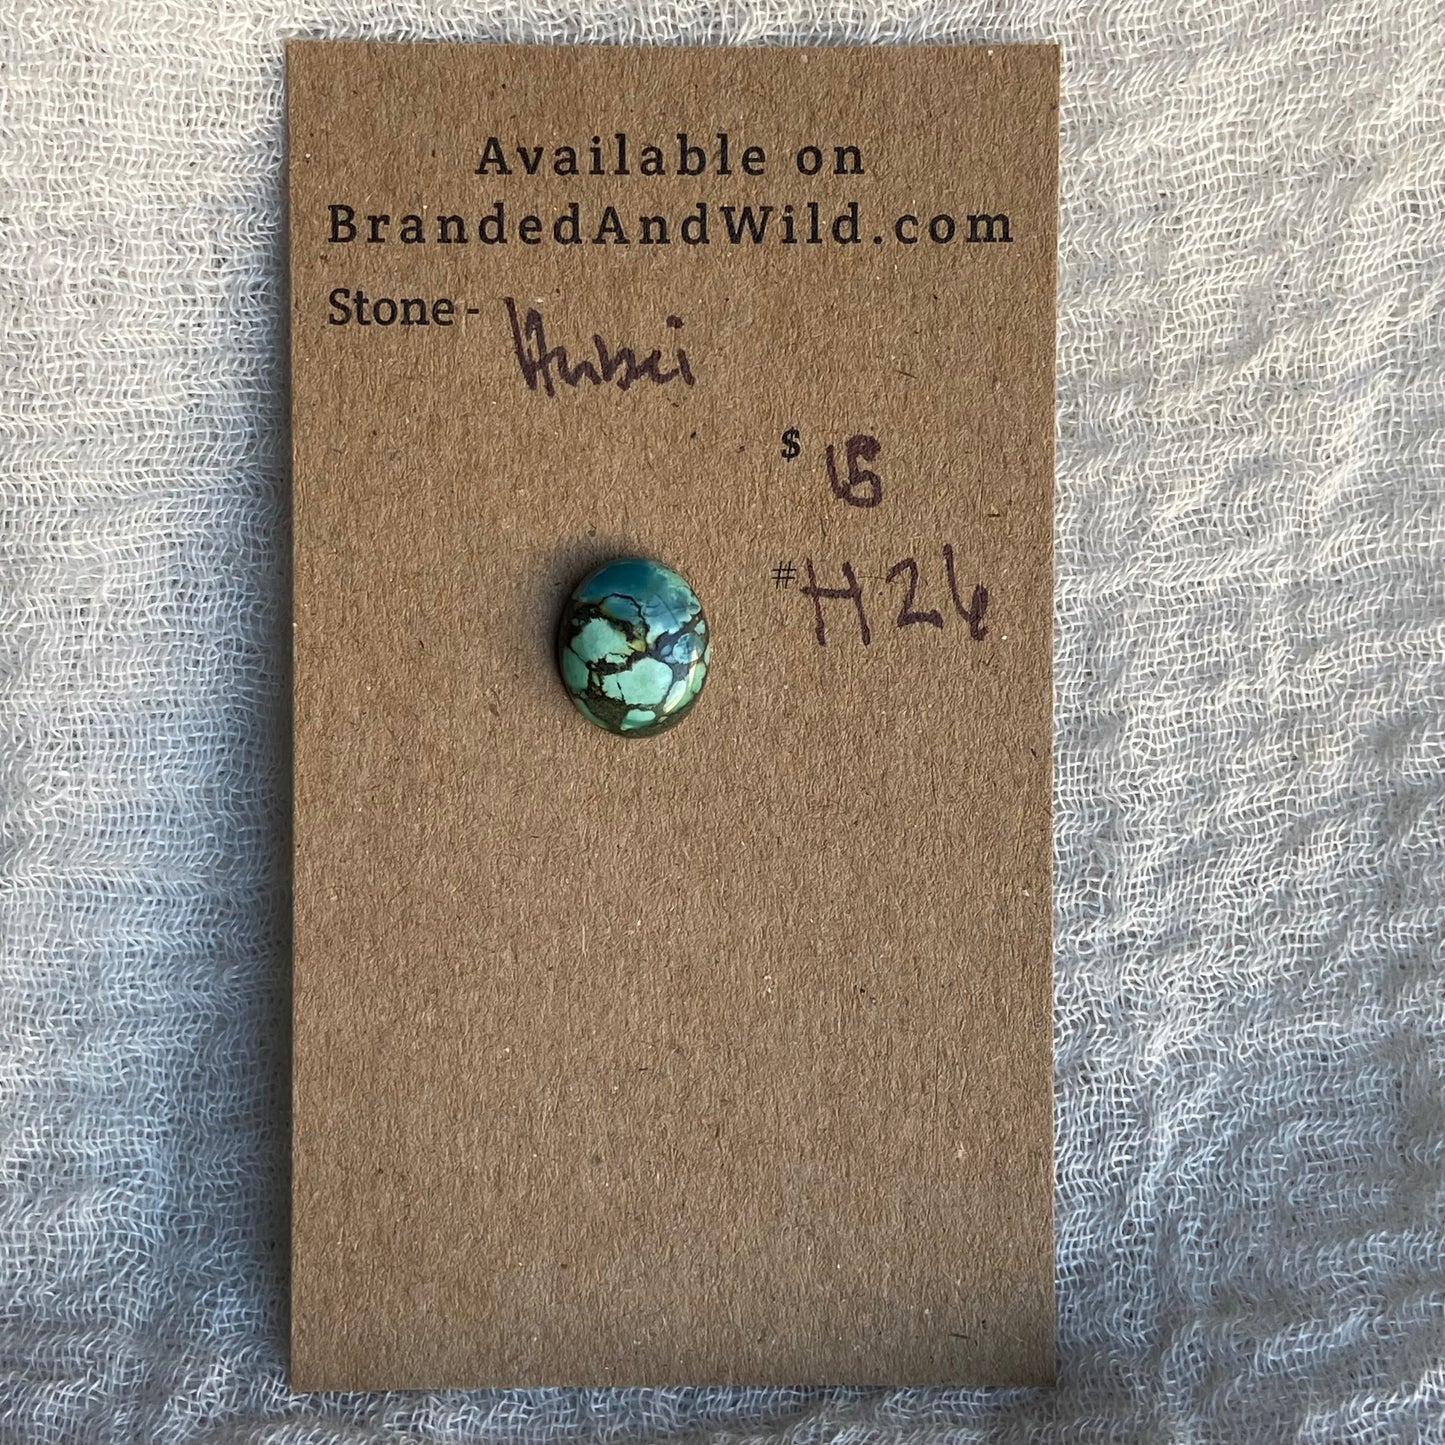 Available on
BrandedAndWild.com
Stone - Hubei
$ 15
# H26